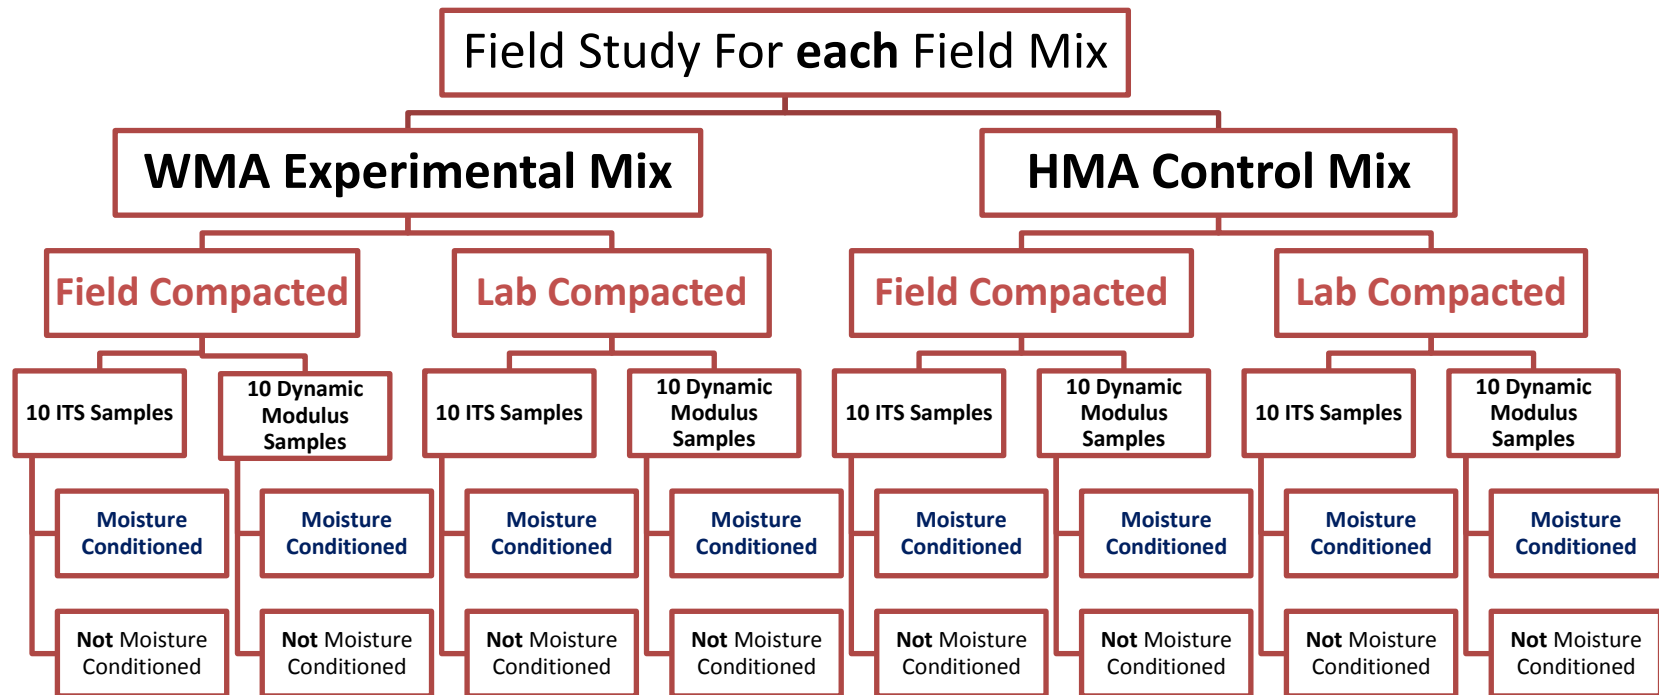 Field Study For each Field Mix
WMA Experimental Mix
HMA Control Mix
Field Compacted
Lab Compacted
Field Compacted
Lab Compacted
10 ITS Samples
10 Dynamic
Modulus
Samples
10 ITS Samples
10 Dynamic
Modulus
Samples
10 ITS Samples
10 Dynamic
Modulus
Samples
10 ITS Samples
10 Dynamic
Modulus
Samples
Moisture
Conditioned
Moisture
Conditioned
Moisture
Conditioned
Moisture
Conditioned
Moisture
Conditioned
Moisture
Conditioned
Moisture
Conditioned
Moisture
Conditioned
Not Moisture
Conditioned
Not Moisture
Conditioned
Not Moisture
Conditioned
Not Moisture
Conditioned
Not Moisture
Conditioned
Not Moisture
Conditioned
Not Moisture
Conditioned
Not Moisture
Conditioned